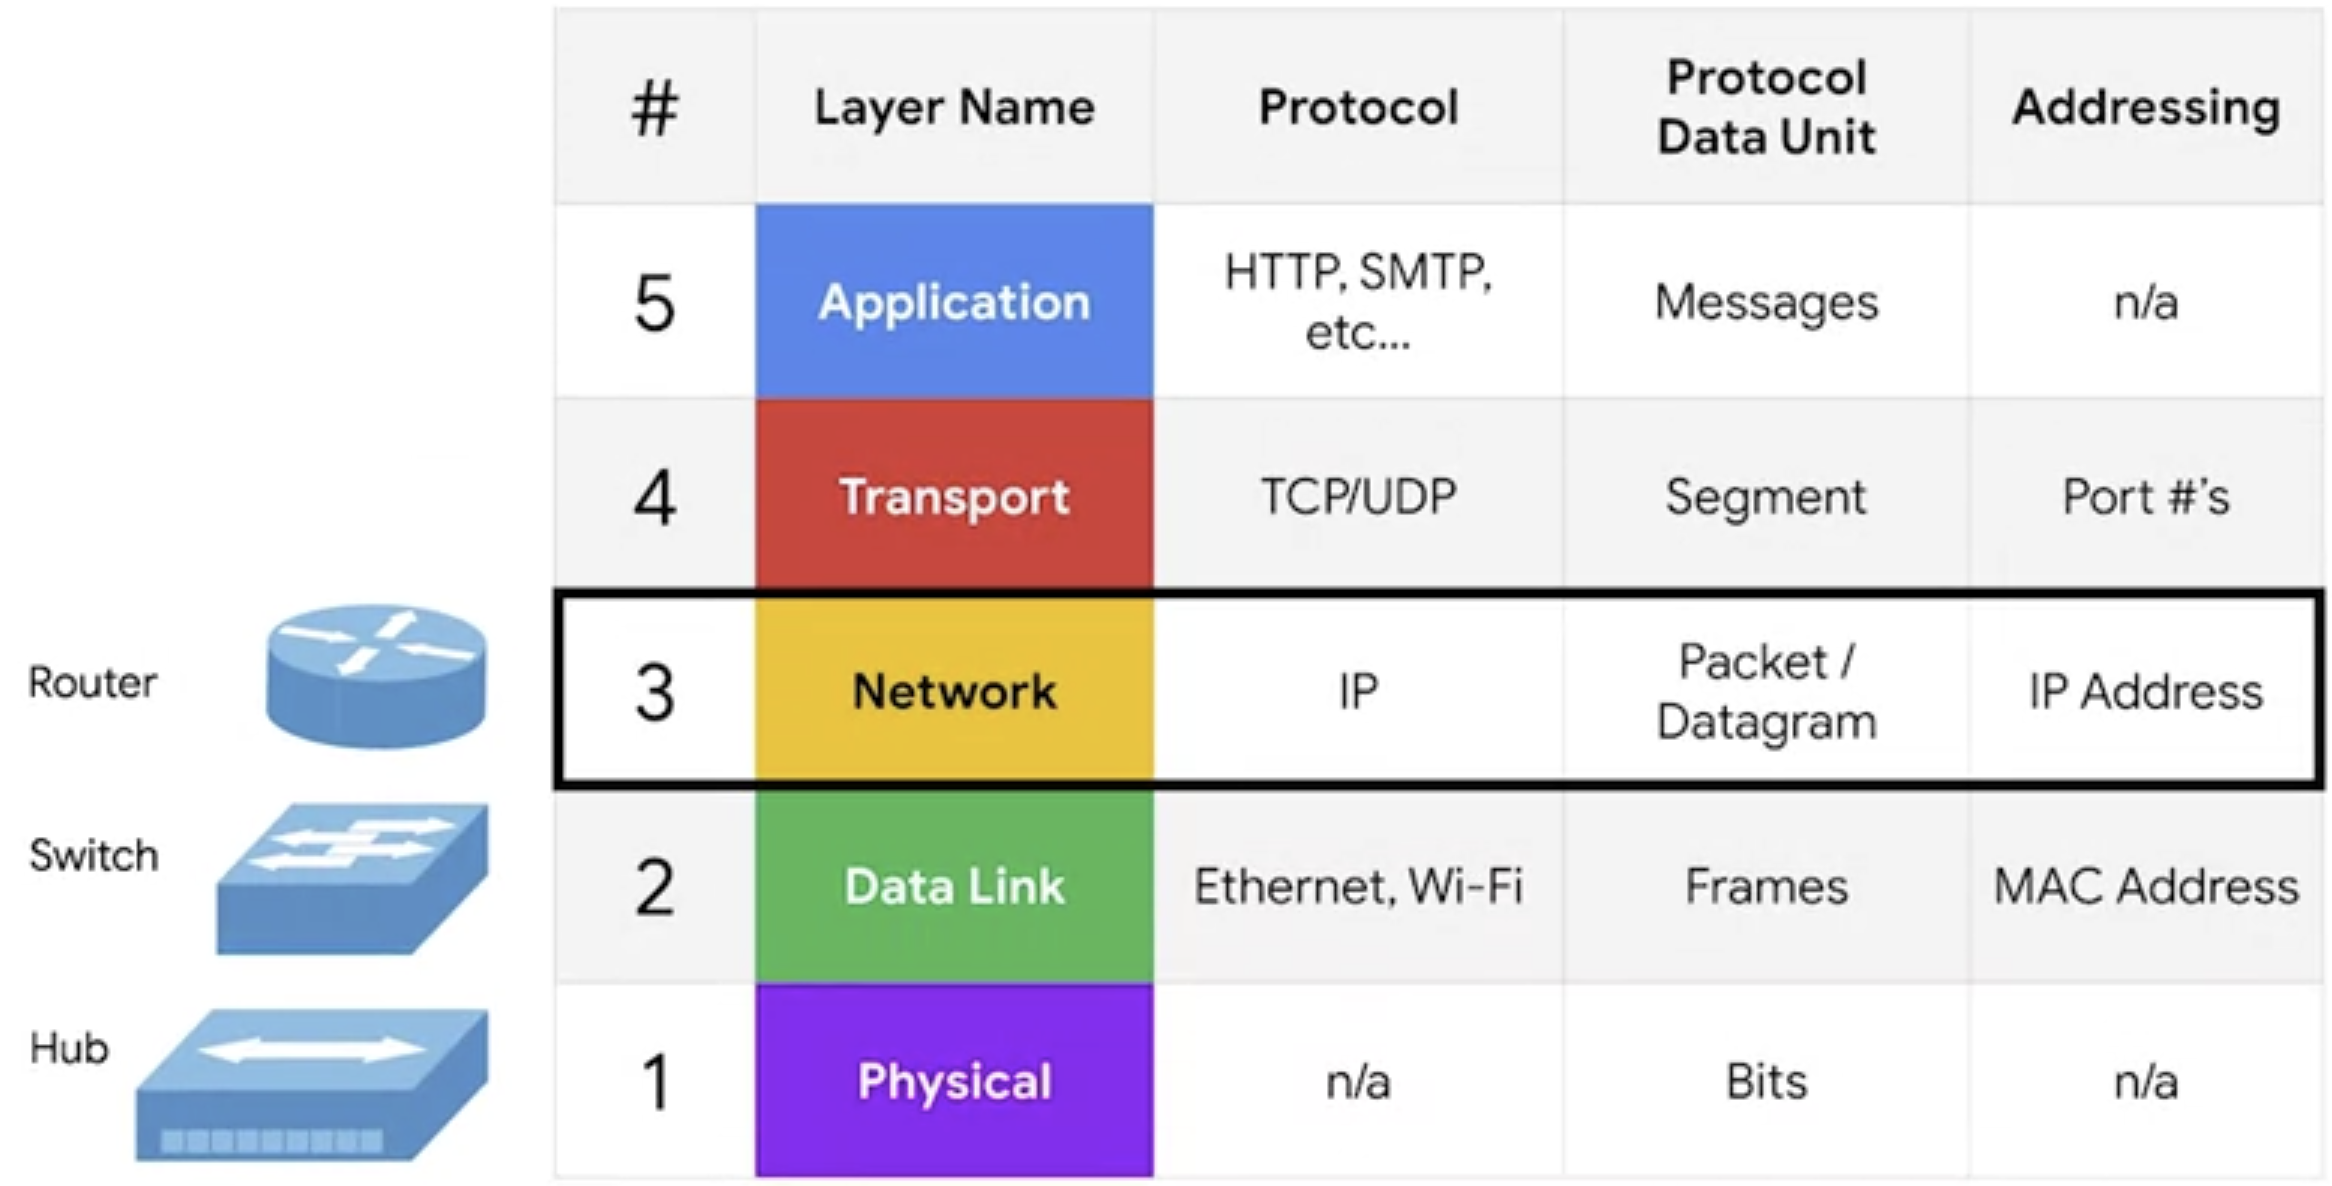 # Layer Name Protocol Protocol Data Unit Addressing
5 Application HTTP, SMTP, etc... Messages n/a
4 Transport TCP/UDP Segment Port #’s
Router 3 Network IP Packet / Datagram IP Address
Switch 2 Data Link Ethernet, Wi-Fi Frames MAC Address
Hub 1 Physical n/a Bits n/a